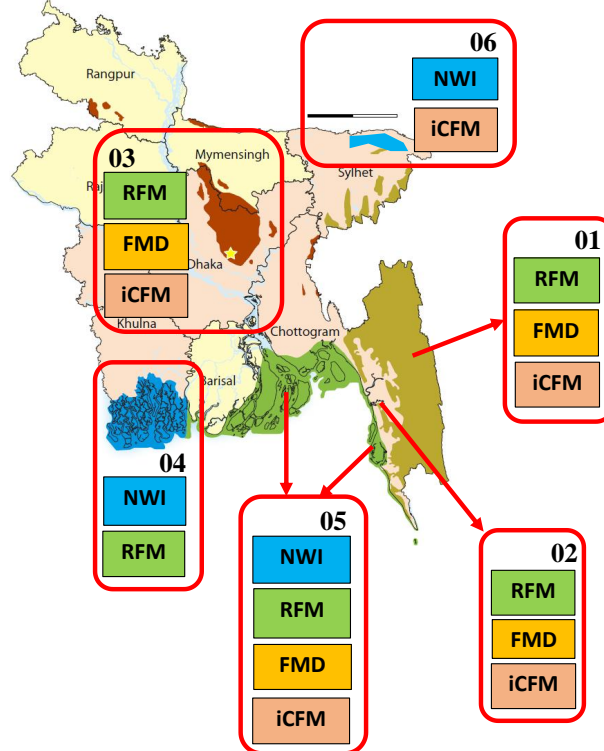 06
NWI
iCFM
Rangpur
Mymensingh
Sylhet
03
Raj
RFM
FMD
iCFM
Dhaka
01
RFM
FMD
iCFM
Khulna
Chottogram
Barisal
04
NWI
RFM
05
NWI
RFM
FMD
iCFM
02
RFM
FMD
iCFM